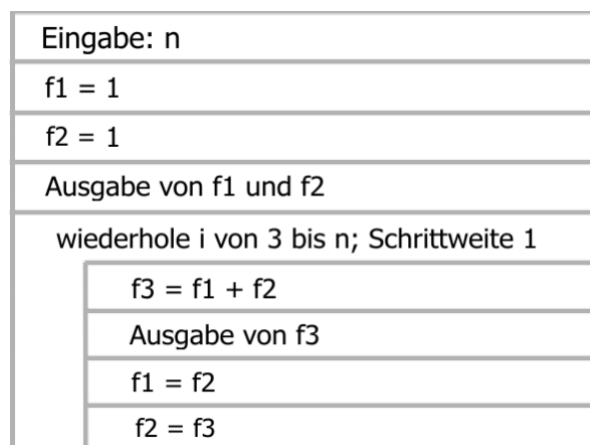 Eingabe: n
f1 = 1
f2 = 1
Ausgabe von f1 und f2
wiederhole i von 3 bis n; Schrittweite 1
f3 = f1 + f2
Ausgabe von f3
f1 = f2
f2 = f3